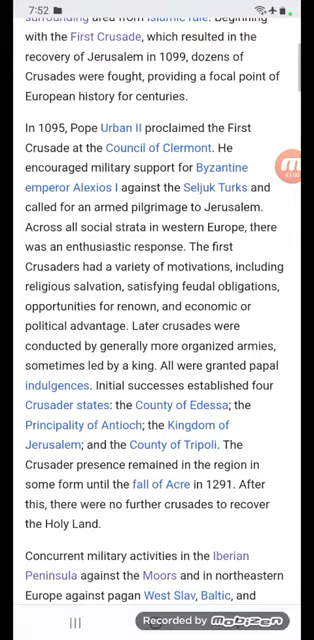 7:52
surrounding area from Islamic rule. Beginning
with the First Crusade, which resulted in the
recovery of Jerusalem in 1099, dozens of
Crusades were fought, providing a focal point of
European history for centuries.
In 1095, Pope Urban II proclaimed the First
Crusade at the Council of Clermont. He
encouraged military support for Byzantine
emperor Alexios I against the Seljuk Turks and
called for an armed pilgrimage to Jerusalem.
Across all social strata in western Europe, there
was an enthusiastic response. The first
Crusaders had a variety of motivations, including
religious salvation, satisfying feudal obligations,
opportunities for renown, and economic or
political advantage. Later crusades were
conducted by generally more organized armies,
sometimes led by a king. All were granted papal
indulgences. Initial successes established four
Crusader states: the County of Edessa; the
Principality of Antioch; the Kingdom of
Jerusalem; and the County of Tripoli. The
Crusader presence remained in the region in
some form until the fall of Acre in 1291. After
this, there were no further crusades to recover
the Holy Land.
Concurrent military activities in the Iberian
Peninsula against the Moors and in northeastern
Europe against pagan West Slav, Baltic, and
Recorded by Mobizen